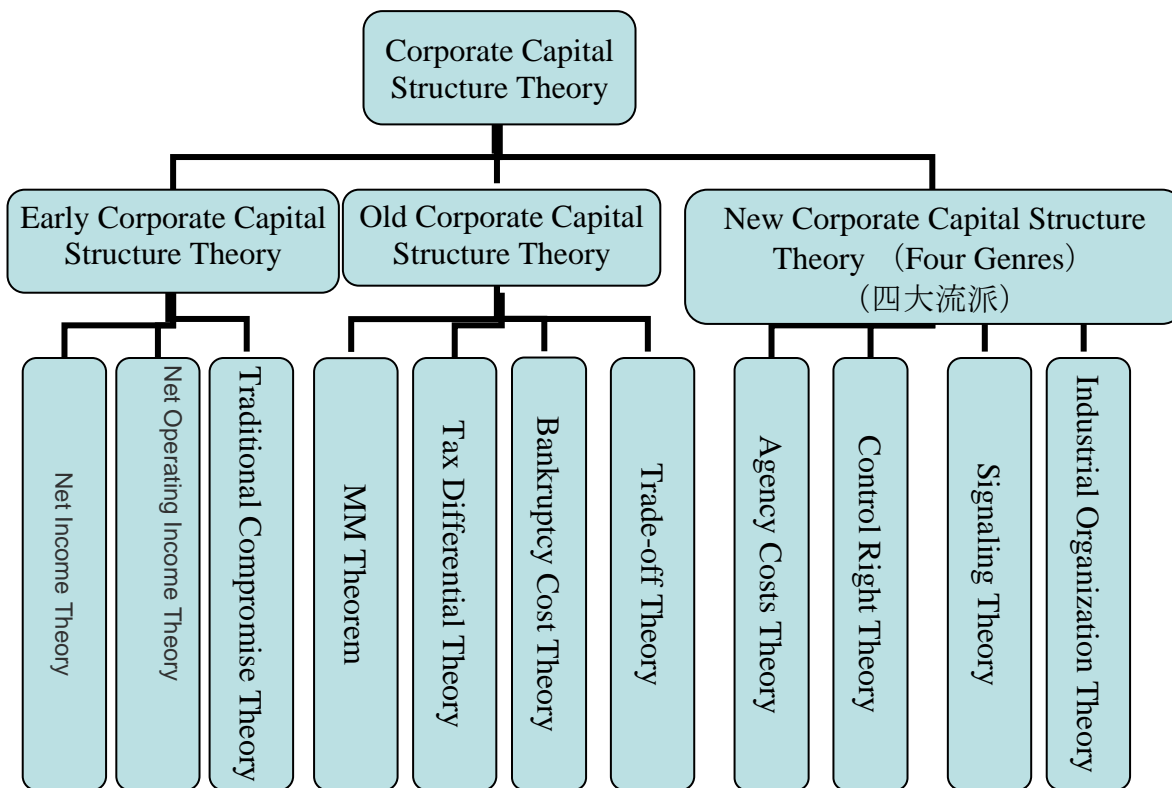 Corporate Capital
Structure Theory
Early Corporate Capital
Structure Theory
Old Corporate Capital
Structure Theory
New Corporate Capital Structure
Theory （Four Genres）
（四大流派）
Net Income Theory
Net Operating Income Theory
Traditional Compromise Theory
MM Theorem
Tax Differential Theory
Bankruptcy Cost Theory
Trade-off Theory
Agency Costs Theory
Control Right Theory
Signaling Theory
Industrial Organization Theory